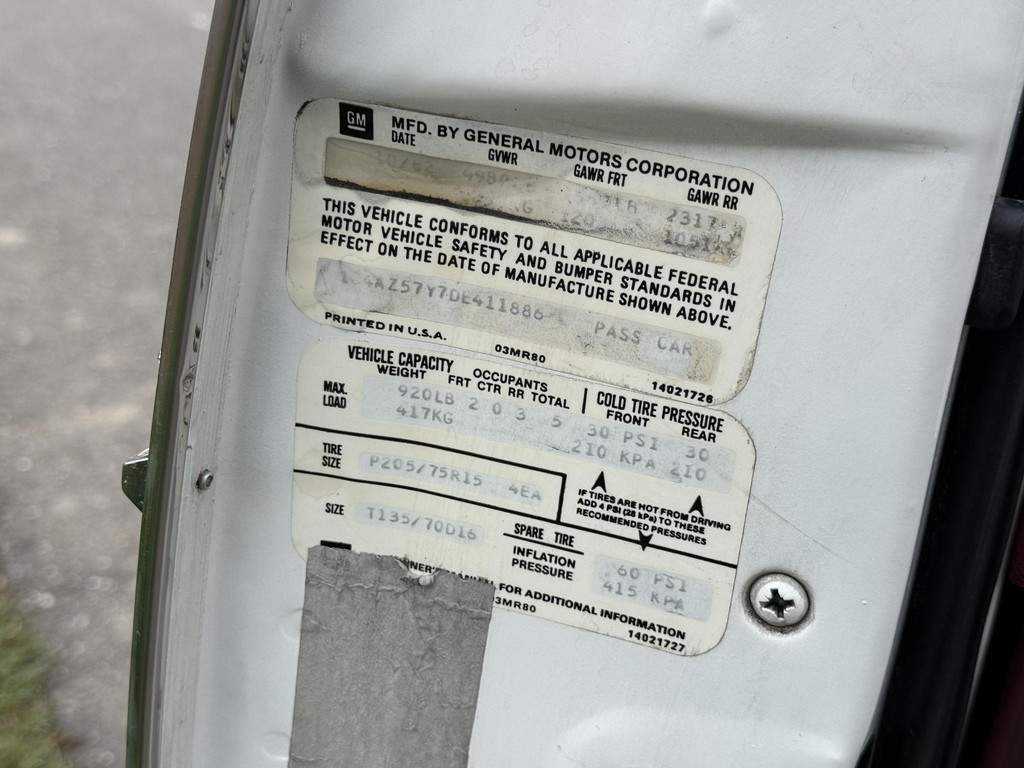 GM
MFD. BY GENERAL MOTORS CORPORATION
DATE GVWR GAWR FRT GAWR RR
10/82 2317
THIS VEHICLE CONFORMS TO ALL APPLICABLE FEDERAL
MOTOR VEHICLE SAFETY AND BUMPER STANDARDS IN
EFFECT ON THE DATE OF MANUFACTURE SHOWN ABOVE.
AZ57Y7DE411886 PASS CAR
PRINTED IN U.S.A. 03MR80 14021726
VEHICLE CAPACITY OCCUPANTS COLD TIRE PRESSURE
WEIGHT FRT CTR RR TOTAL FRONT REAR
MAX. LOAD 920LB 2 0 3 5 30 PSI 30
417KG 210 KPA 210
TIRE SIZE P205/75R15 4EA
IF TIRES ARE HOT FROM DRIVING
ADD 4 PSI (28 kPa) TO THESE
RECOMMENDED PRESSURES
SIZE T135/70D16 SPARE TIRE
INFLATION PRESSURE 60 PSI
415 KPA
FOR ADDITIONAL INFORMATION
03MR80 14021727